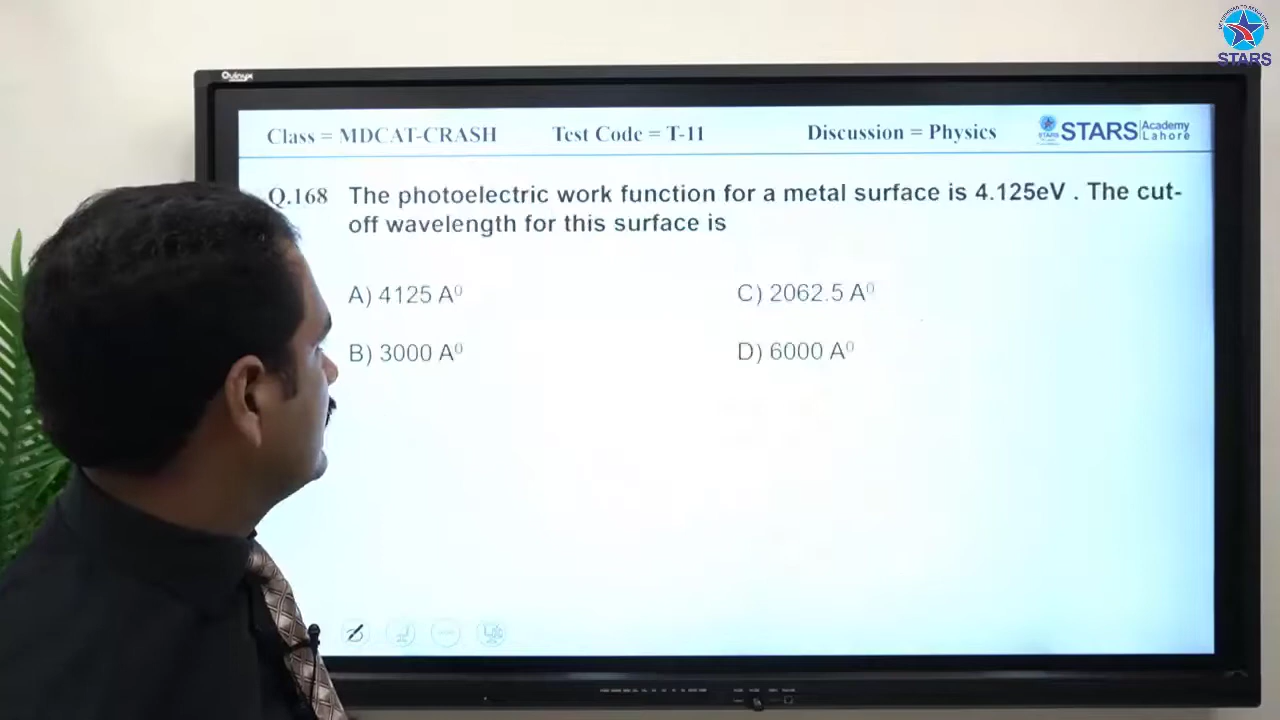 STARS
Qulnyx
Class = MDCAT-CRASH Test Code = T-11 Discussion = Physics STARS Academy Lahore
Q.168 The photoelectric work function for a metal surface is 4.125eV . The cut-
off wavelength for this surface is
A) 4125 A⁰ C) 2062.5 A⁰
B) 3000 A⁰ D) 6000 A⁰